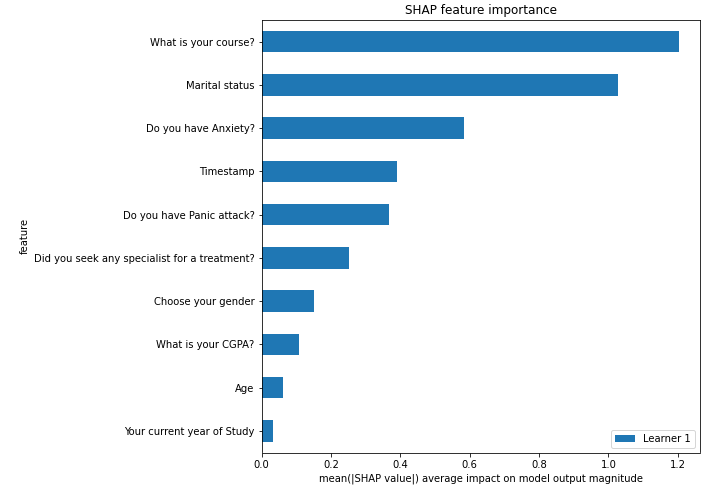 SHAP feature importance
What is your course?
Marital status
Do you have Anxiety?
Timestamp
Do you have Panic attack?
Did you seek any specialist for a treatment?
Choose your gender
What is your CGPA?
Age
Your current year of Study
feature
Learner 1
0.0 0.2 0.4 0.6 0.8 1.0 1.2
mean(|SHAP value|) average impact on model output magnitude